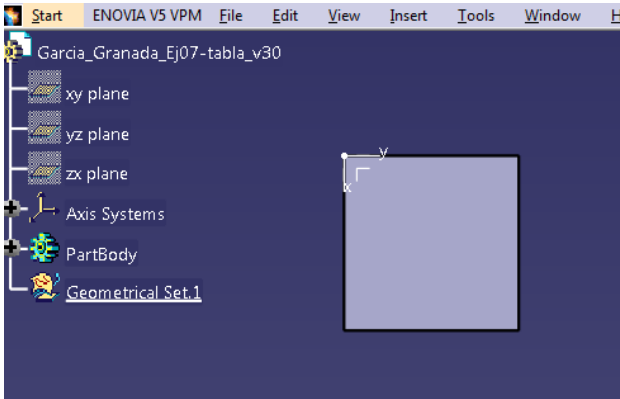 Start ENOVIA V5 VPM File Edit View Insert Tools Window
Garcia_Granada_Ej07-tabla_v30
xy plane
yz plane
zx plane
Axis Systems
PartBody
Geometrical Set.1
y
x